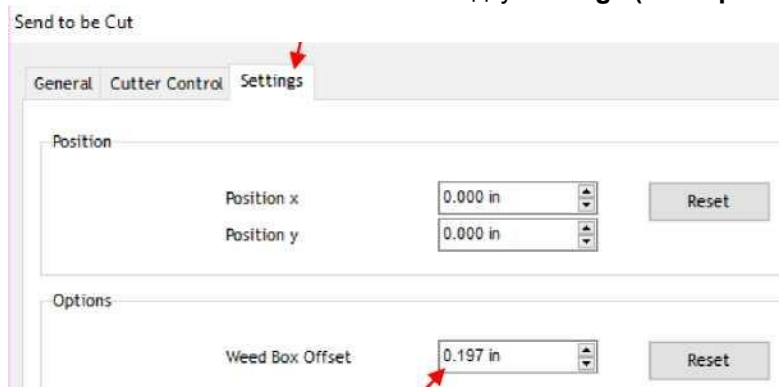 Send to be Cut
General Cutter Control Settings
Position
Position x 0.000 in Reset
Position y 0.000 in
Options
Weed Box Offset 0.197 in Reset